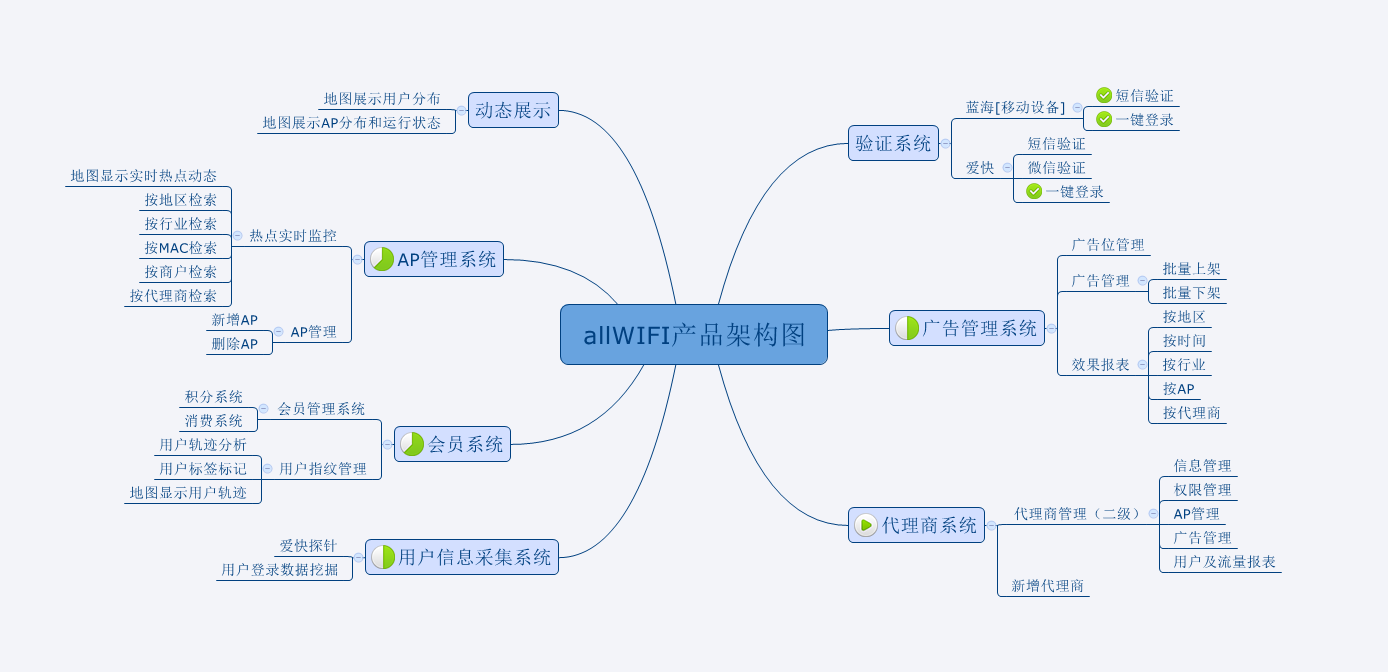 allWIFI产品架构图
动态展示
地图展示用户分布
地图展示AP分布和运行状态
AP管理系统
热点实时监控
地图显示实时热点动态
按地区检索
按行业检索
按MAC检索
按商户检索
按代理商检索
AP管理
新增AP
删除AP
会员系统
会员管理系统
积分系统
消费系统
用户指纹管理
用户轨迹分析
用户标签标记
地图显示用户轨迹
用户信息采集系统
爱快探针
用户登录数据挖掘
验证系统
蓝海[移动设备]
短信验证
一键登录
爱快
短信验证
微信验证
一键登录
广告管理系统
广告位管理
广告管理
批量上架
批量下架
效果报表
按地区
按时间
按行业
按AP
按代理商
代理商系统
代理商管理（二级）
信息管理
权限管理
AP管理
广告管理
用户及流量报表
新增代理商